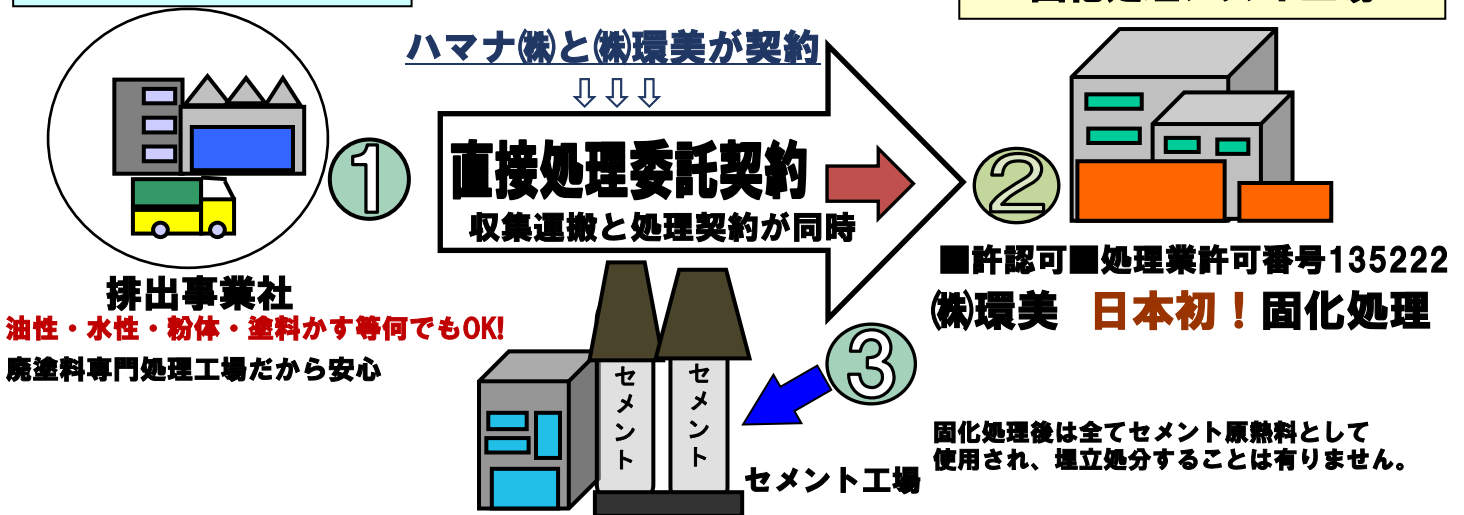 ハマナ㈱と㈱環美が契約
⇩⇩⇩
①
直接処理委託契約
収集運搬と処理契約が同時
②
排出事業社
油性・水性・粉体・塗料かす等何でもOK!
廃塗料専門処理工場だから安心
■許認可■処理業許可番号135222
㈱環美 日本初！固化処理
③
セメント
セメント
セメント工場
固化処理後は全てセメント原熱料として
使用され、埋立処分することは有りません。